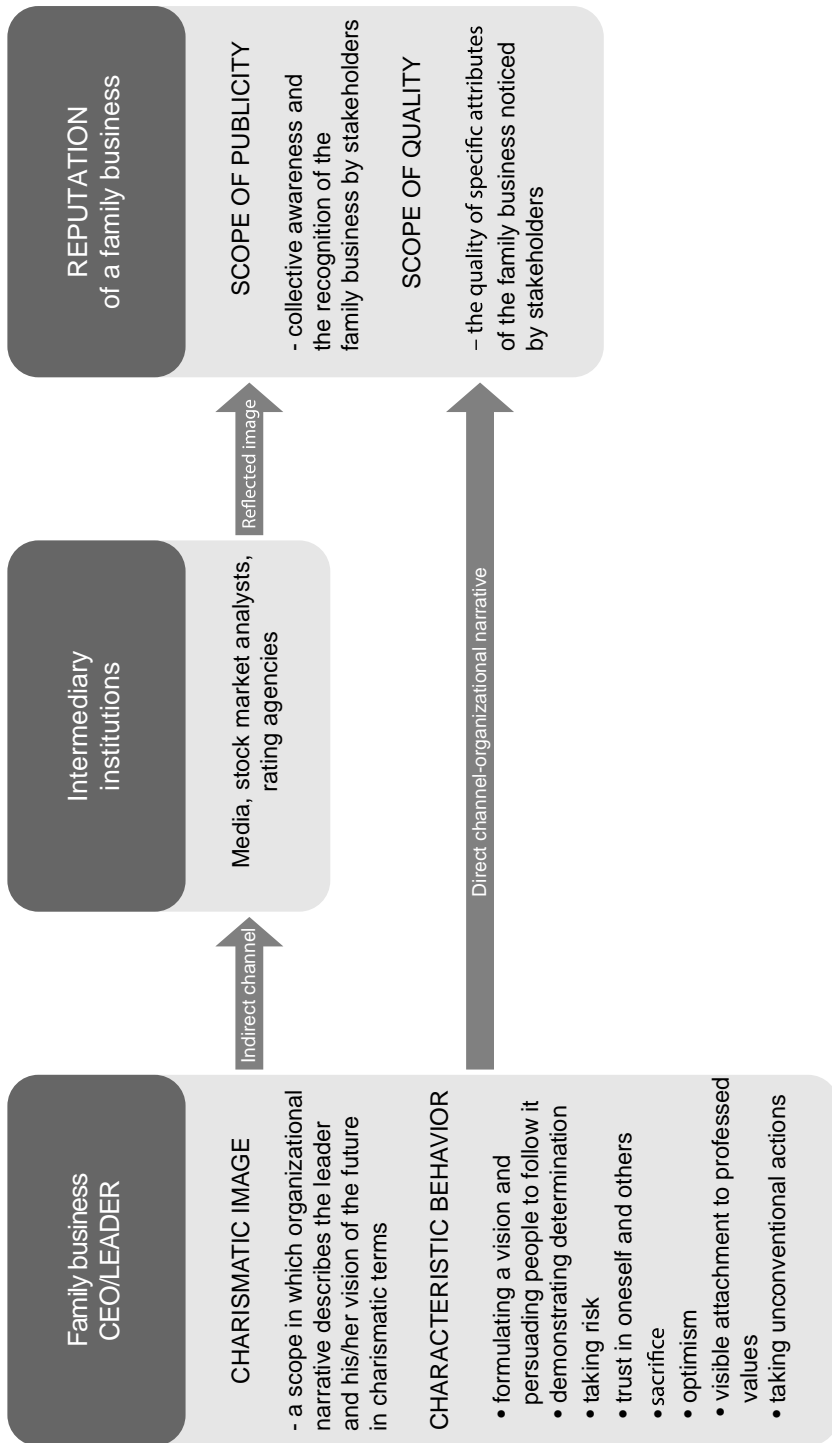 Family business
CEO/LEADER
CHARISMATIC IMAGE
- a scope in which organizational
narrative describes the leader
and his/her vision of the future
in charismatic terms
CHARACTERISTIC BEHAVIOR
• formulating a vision and
persuading people to follow it
• demonstrating determination
• taking risk
• trust in oneself and others
• sacrifice
• optimism
• visible attachment to professed
values
• taking unconventional actions
Indirect channel
Intermediary
institutions
Media, stock market analysts,
rating agencies
Reflected image
Direct channel-organizational narrative
REPUTATION
of a family business
SCOPE OF PUBLICITY
- collective awareness and
the recognition of the
family business by stakeholders
SCOPE OF QUALITY
– the quality of specific attributes
of the family business noticed
by stakeholders